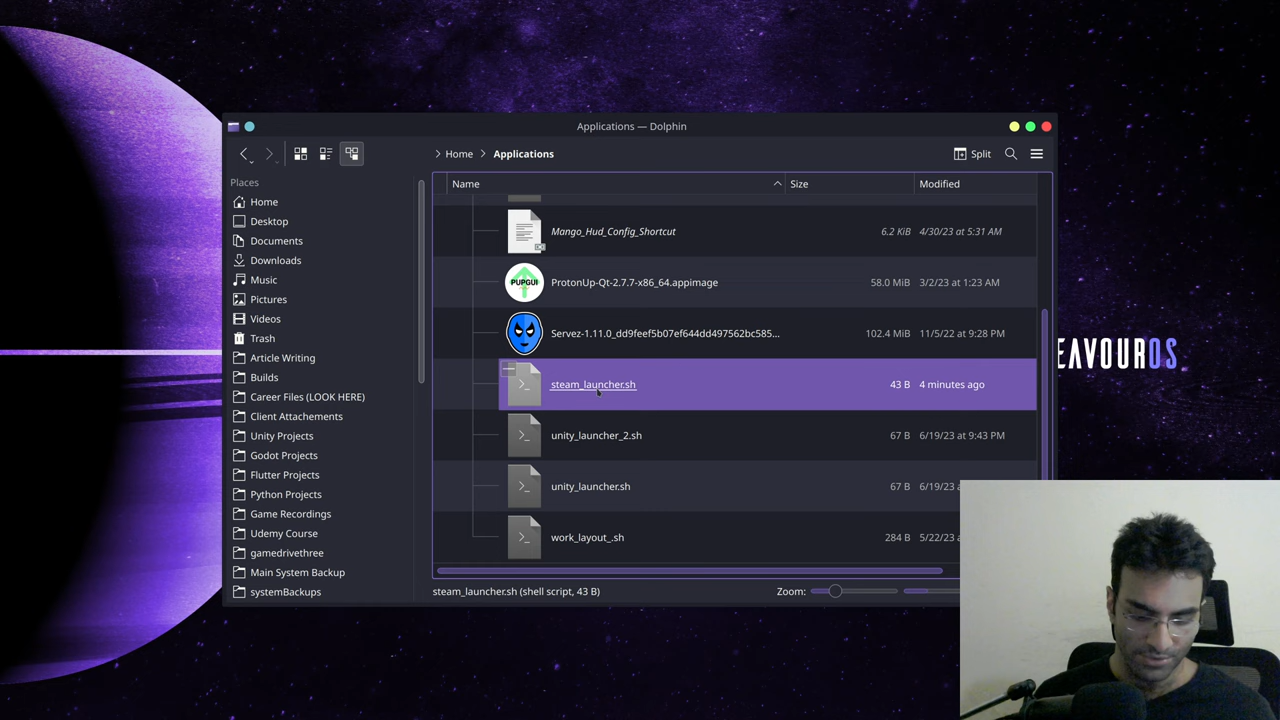 Applications — Dolphin
Home
Applications
Split
Places
Home
Desktop
Documents
Downloads
Music
Pictures
Videos
Trash
Article Writing
Builds
Career Files (LOOK HERE)
Client Attachements
Unity Projects
Godot Projects
Flutter Projects
Python Projects
Game Recordings
Udemy Course
gamedrivethree
Main System Backup
systemBackups
Name Size Modified
Mango_Hud_Config_Shortcut 6.2 KiB 4/30/23 at 5:31 AM
PUPGUI
ProtonUp-Qt-2.7.7-x86_64.appimage 58.0 MiB 3/2/23 at 1:23 AM
Servez-1.11.0_dd9feef5b07ef644dd497562bc585... 102.4 MiB 11/5/22 at 9:28 PM
steam_launcher.sh 43 B 4 minutes ago
unity_launcher_2.sh 67 B 6/19/23 at 9:43 PM
unity_launcher.sh 67 B 6/19/23 a
work_layout_.sh 284 B 5/22/23 a
steam_launcher.sh (shell script, 43 B)
Zoom:
EAVOUROS